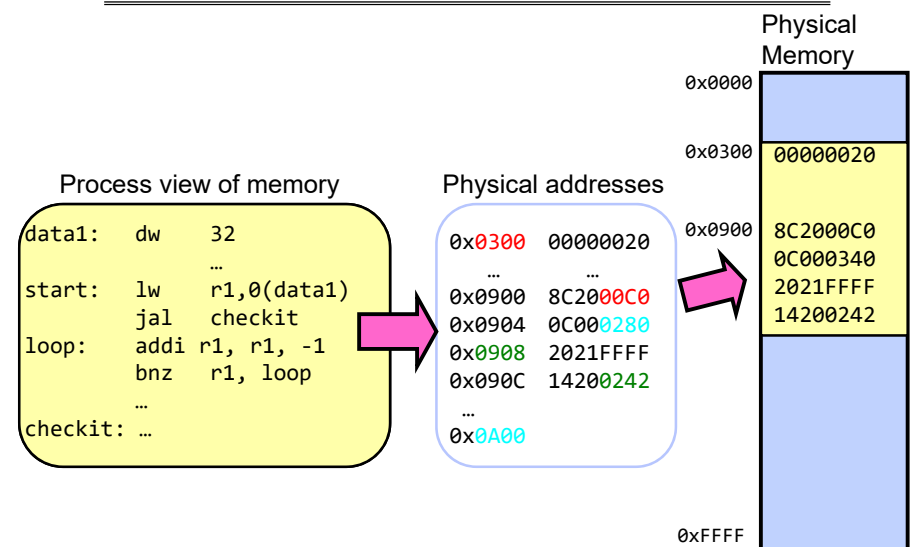 Physical
Memory
0x0000
0x0300 00000020
Process view of memory
Physical addresses
data1: dw 32
…
start: lw r1,0(data1)
jal checkit
loop: addi r1, r1, -1
bnz r1, loop
…
checkit: …
0x0300 00000020
… …
0x0900 8C2000C0
0x0904 0C000280
0x0908 2021FFFF
0x090C 14200242
…
0x0A00
0x0900 8C2000C0
0C000340
2021FFFF
14200242
0xFFFF